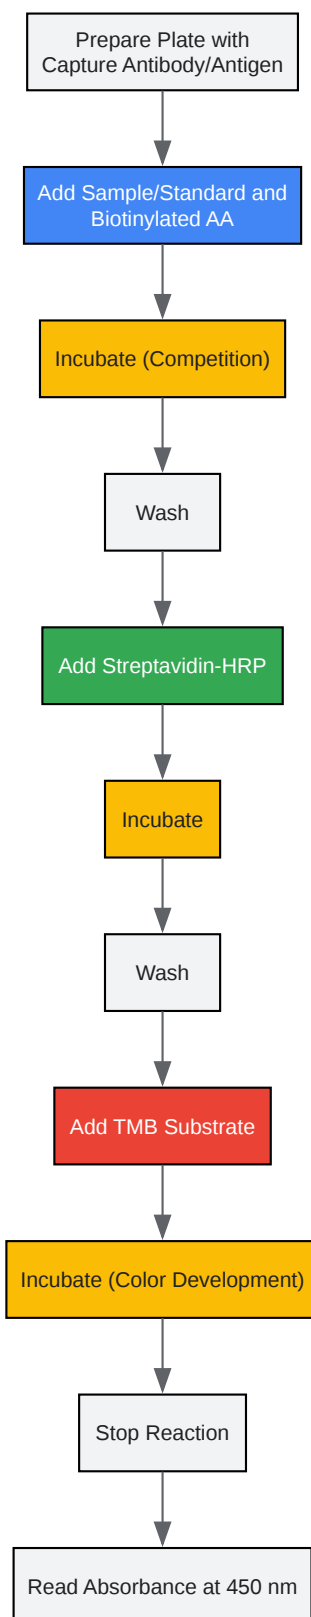 Prepare Plate with
Capture Antibody/Antigen
Add Sample/Standard and
Biotinylated AA
Incubate (Competition)
Wash
Add Streptavidin-HRP
Incubate
Wash
Add TMB Substrate
Incubate (Color Development)
Stop Reaction
Read Absorbance at 450 nm